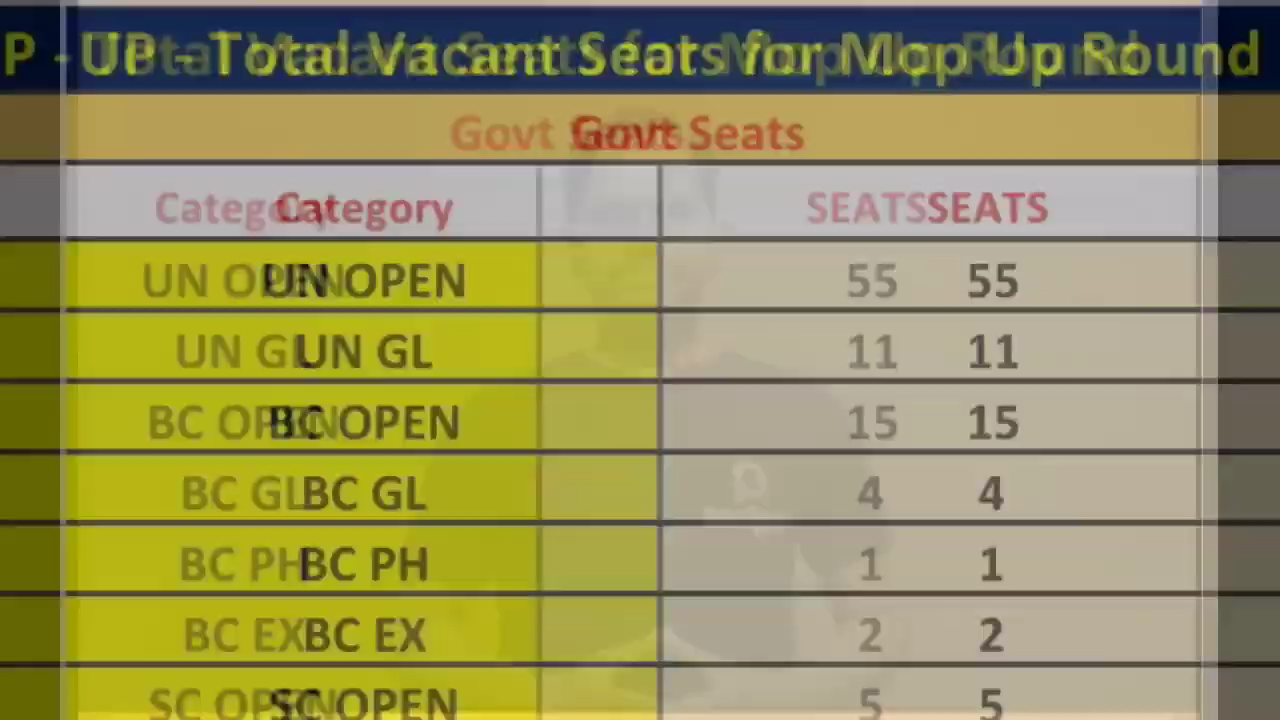 P - UP - Total Vacant Seats for Mop Up Round
Govt Seats
Category SEATS
UN OPEN 55
UN GL 11
BC OPEN 15
BC GL 4
BC PH 1
BC EX 2
SC OPEN 5